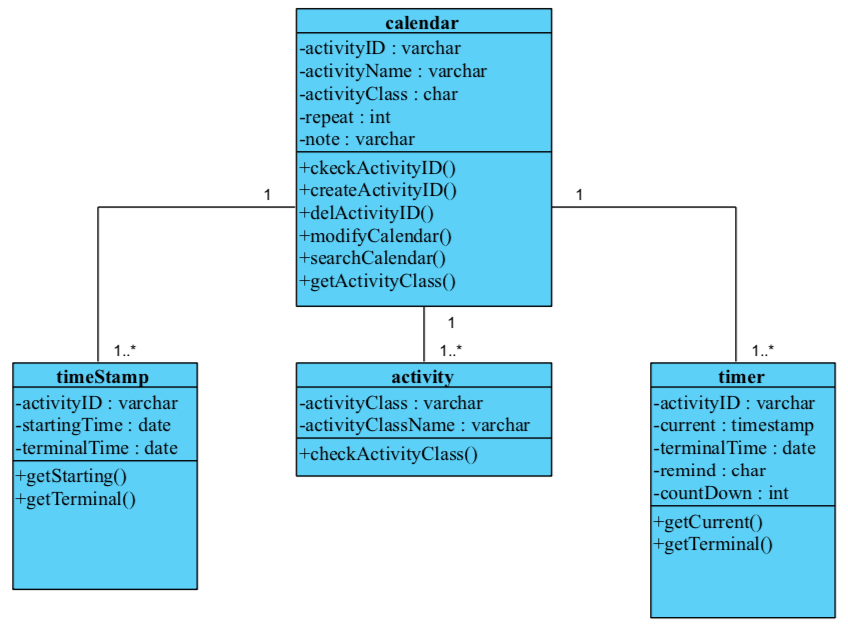 calendar
-activityID : varchar
-activityName : varchar
-activityClass : char
-repeat : int
-note : varchar
+ckeckActivityID()
+createActivityID()
+delActivityID()
+modifyCalendar()
+searchCalendar()
+getActivityClass()
1
1
1
1..*
1..*
1..*
timeStamp
-activityID : varchar
-startingTime : date
-terminalTime : date
+getStarting()
+getTerminal()
activity
-activityClass : varchar
-activityClassName : varchar
+checkActivityClass()
timer
-activityID : varchar
-current : timestamp
-terminalTime : date
-remind : char
-countDown : int
+getCurrent()
+getTerminal()